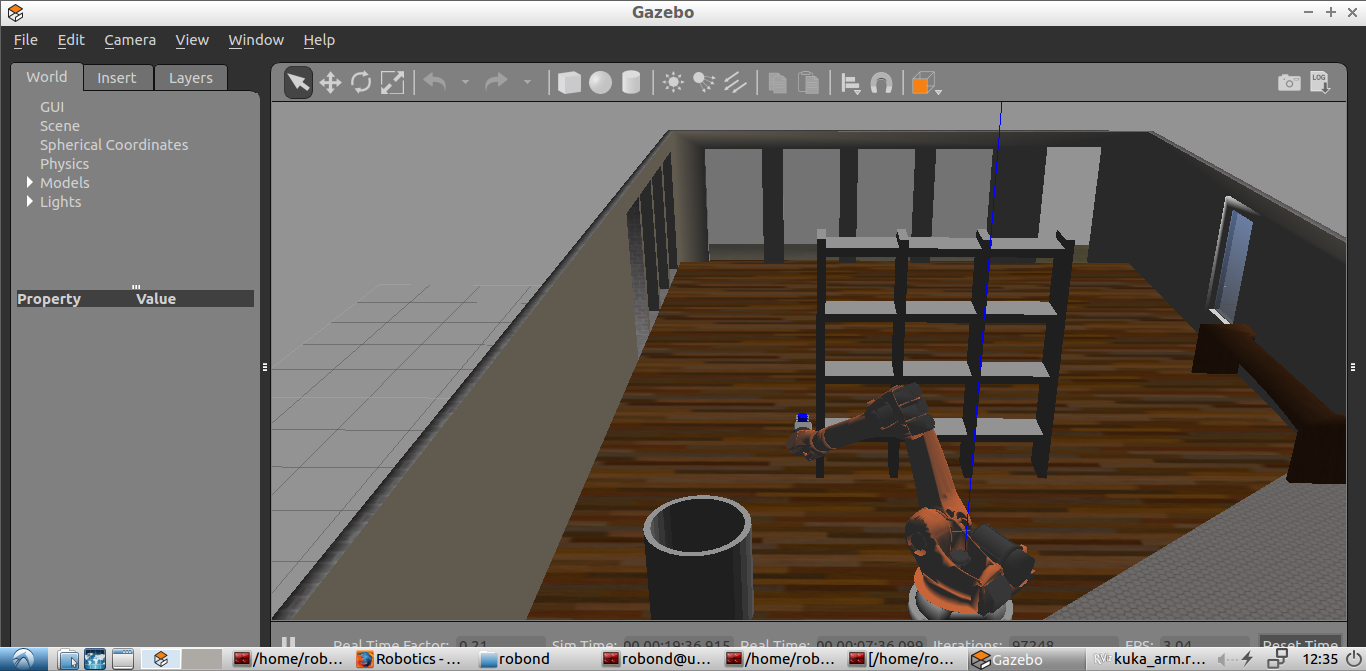 Gazebo
File Edit Camera View Window Help
World Insert Layers
LOG
GUI
Scene
Spherical Coordinates
Physics
Models
Lights
Property Value
Real Time Factor: 0.21 Sim Time: 00 00:19:36.915 Real Time: 00 00:07:36.099 Iterations: 97248 FPS: 3.04 Reset Time
/home/rob... Robotics - ... robond robond@u... /home/rob... [/home/ro... Gazebo kuka_arm.r... 12:35